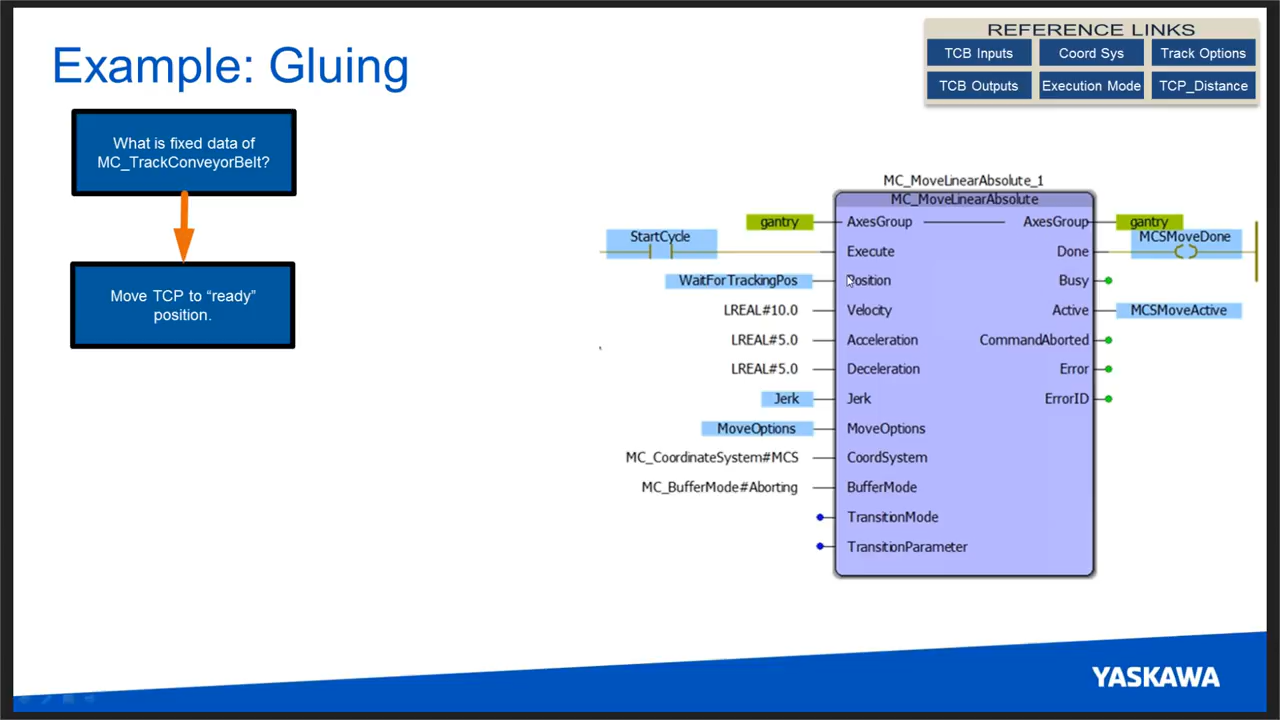 Example: Gluing
REFERENCE LINKS
TCB Inputs
Coord Sys
Track Options
TCB Outputs
Execution Mode
TCP_Distance
What is fixed data of
MC_TrackConveyorBelt?
Move TCP to “ready”
position.
MC_MoveLinearAbsolute_1
MC_MoveLinearAbsolute
gantry
AxesGroup
AxesGroup
gantry
StartCycle
Execute
Done
MCSMoveDone
WaitForTrackingPos
Position
Busy
LREAL#10.0
Velocity
Active
MCSMoveActive
LREAL#5.0
Acceleration
CommandAborted
LREAL#5.0
Deceleration
Error
Jerk
Jerk
ErrorID
MoveOptions
MoveOptions
MC_CoordinateSystem#MCS
CoordSystem
MC_BufferMode#Aborting
BufferMode
TransitionMode
TransitionParameter
YASKAWA